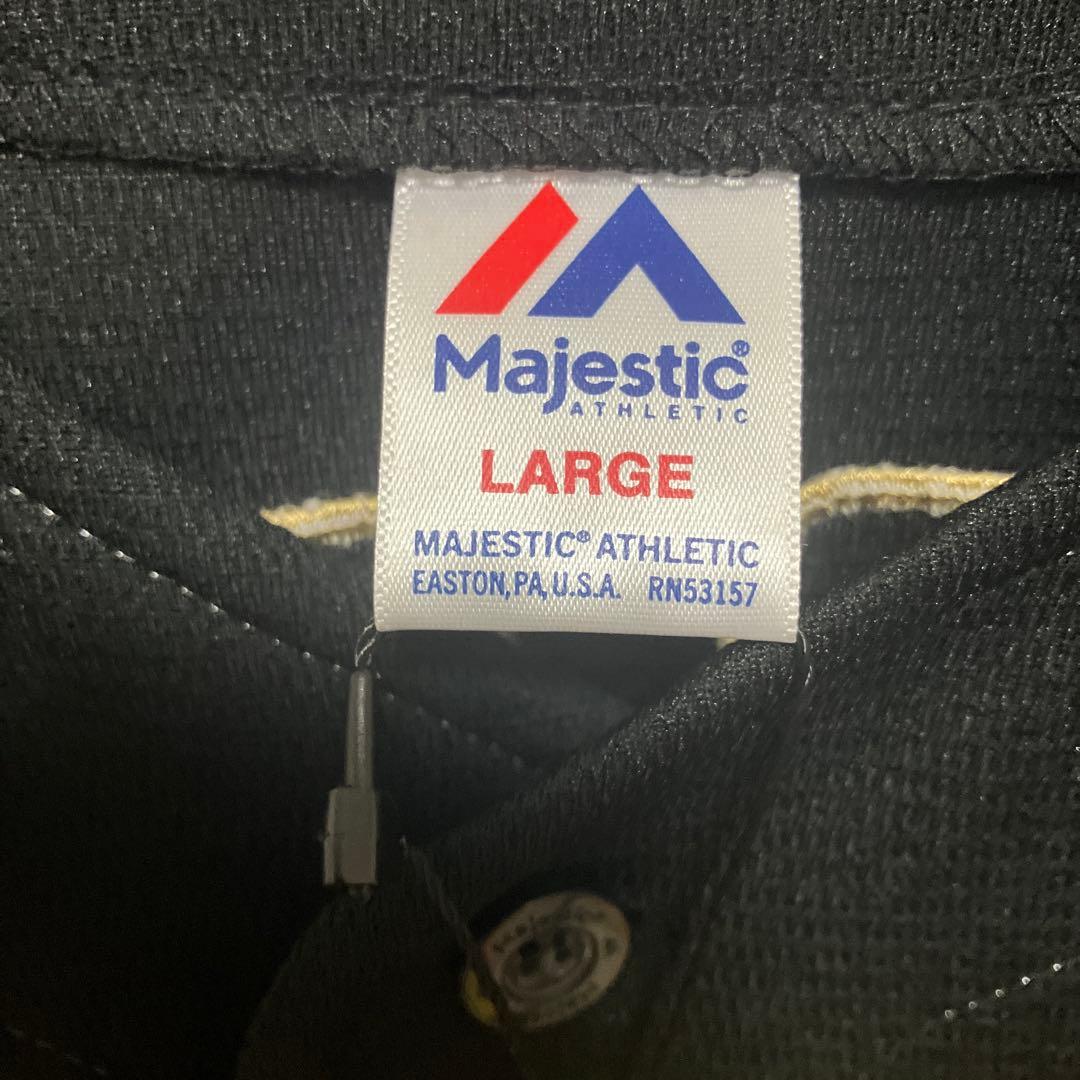 Majestic®
ATHLETIC
LARGE
MAJESTIC® ATHLETIC
EASTON, PA, U.S.A. RN53157